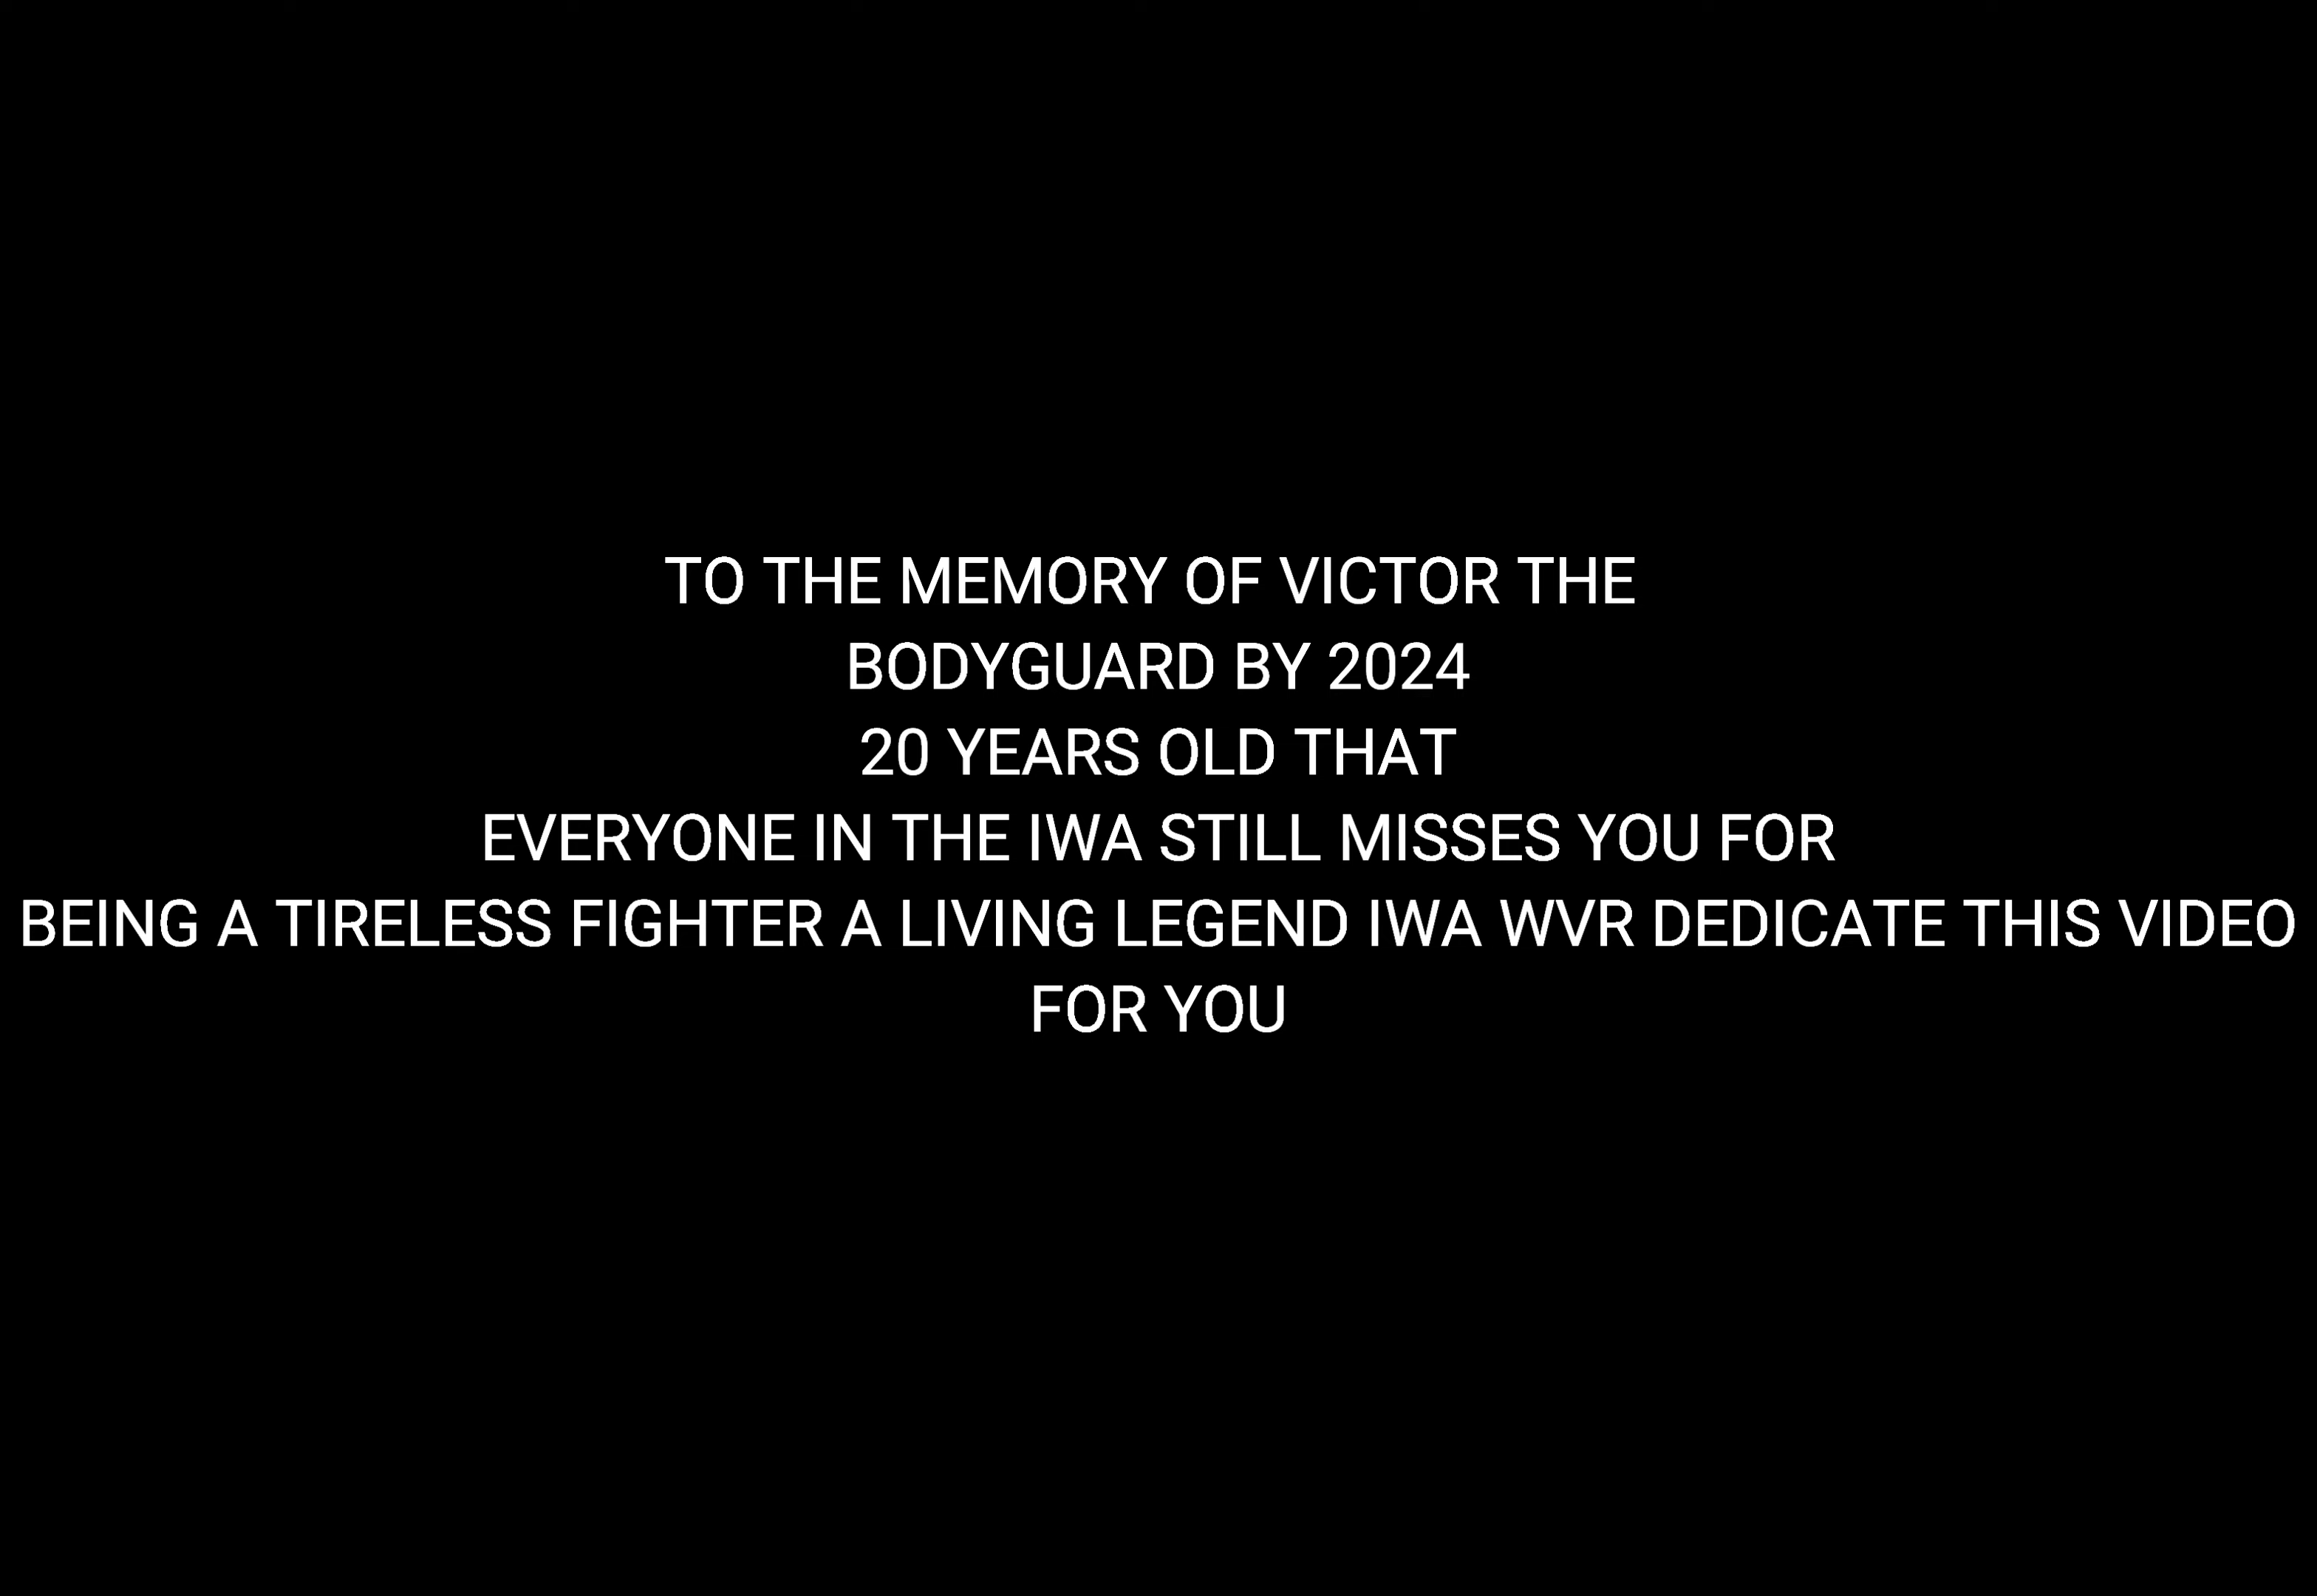 TO THE MEMORY OF VICTOR THE
BODYGUARD BY 2024
20 YEARS OLD THAT
EVERYONE IN THE IWA STILL MISSES YOU FOR
BEING A TIRELESS FIGHTER A LIVING LEGEND IWA WVR DEDICATE THIS VIDEO
FOR YOU